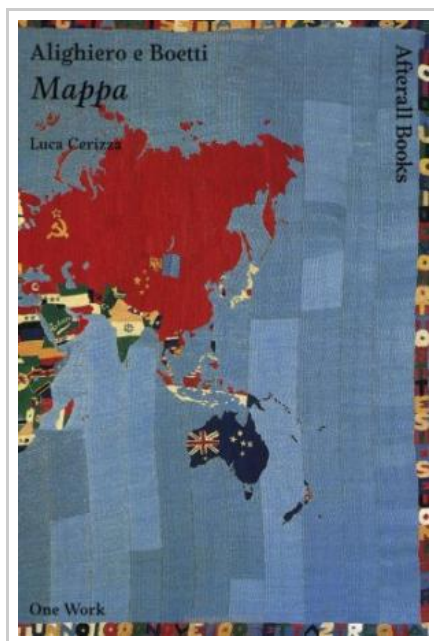 Alighiero e Boetti
Mappa
Luca Cerizza
Afterall Books
One Work